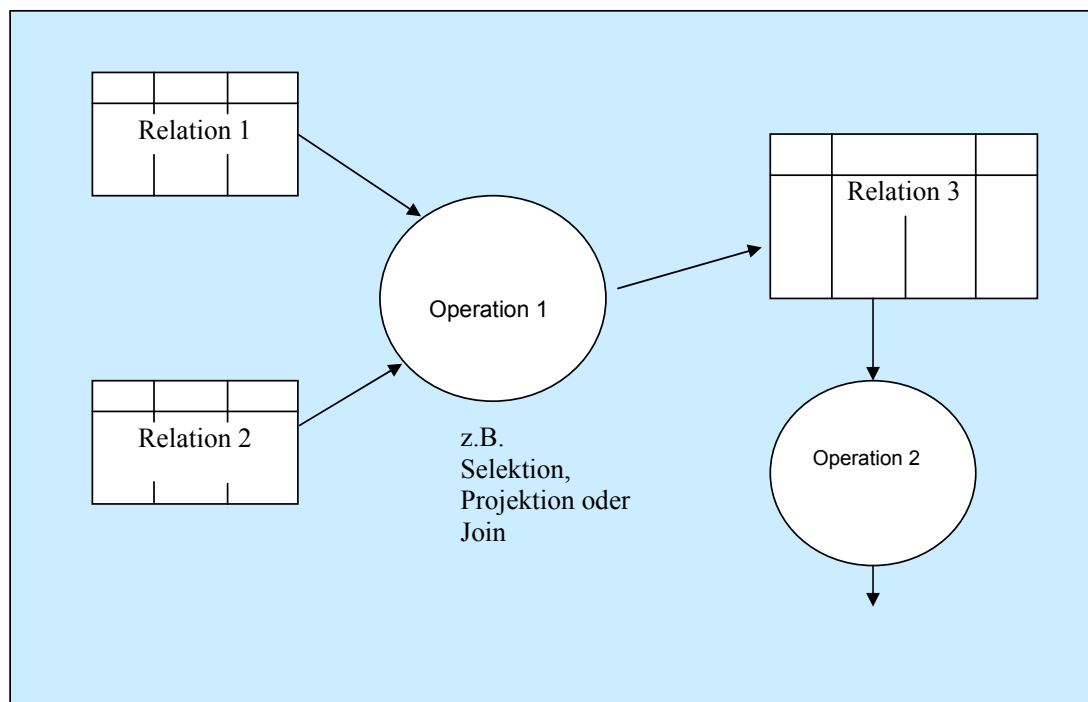 Relation 1
Relation 2
Operation 1
z.B.
Selektion,
Projektion oder
Join
Relation 3
Operation 2